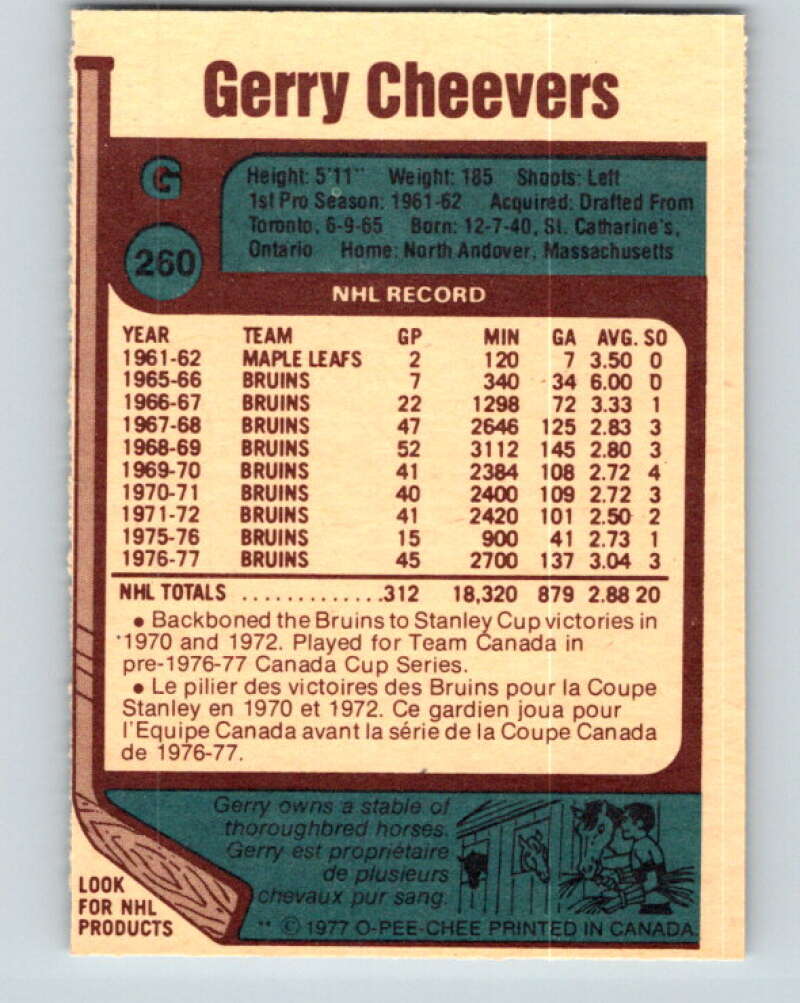 Gerry Cheevers
G
260
Height: 5'11" Weight: 185 Shoots: Left
1st Pro Season: 1961-62 Acquired: Drafted From
Toronto, 6-9-65 Born: 12-7-40, St. Catharine's,
Ontario Home: North Andover, Massachusetts
NHL RECORD
YEAR TEAM GP MIN GA AVG. SO
1961-62 MAPLE LEAFS 2 120 7 3.50 0
1965-66 BRUINS 7 340 34 6.00 0
1966-67 BRUINS 22 1298 72 3.33 1
1967-68 BRUINS 47 2646 125 2.83 3
1968-69 BRUINS 52 3112 145 2.80 3
1969-70 BRUINS 41 2384 108 2.72 4
1970-71 BRUINS 40 2400 109 2.72 3
1971-72 BRUINS 41 2420 101 2.50 2
1975-76 BRUINS 15 900 41 2.73 1
1976-77 BRUINS 45 2700 137 3.04 3
NHL TOTALS .............312 18,320 879 2.88 20
• Backboned the Bruins to Stanley Cup victories in
1970 and 1972. Played for Team Canada in
pre-1976-77 Canada Cup Series.
• Le pilier des victoires des Bruins pour la Coupe
Stanley en 1970 et 1972. Ce gardien joua pour
l'Equipe Canada avant la série de la Coupe Canada
de 1976-77.
Gerry owns a stable of
thoroughbred horses.
Gerry est propriétaire
de plusieurs
chevaux pur sang.
LOOK
FOR NHL
PRODUCTS
** © 1977 O-PEE-CHEE PRINTED IN CANADA